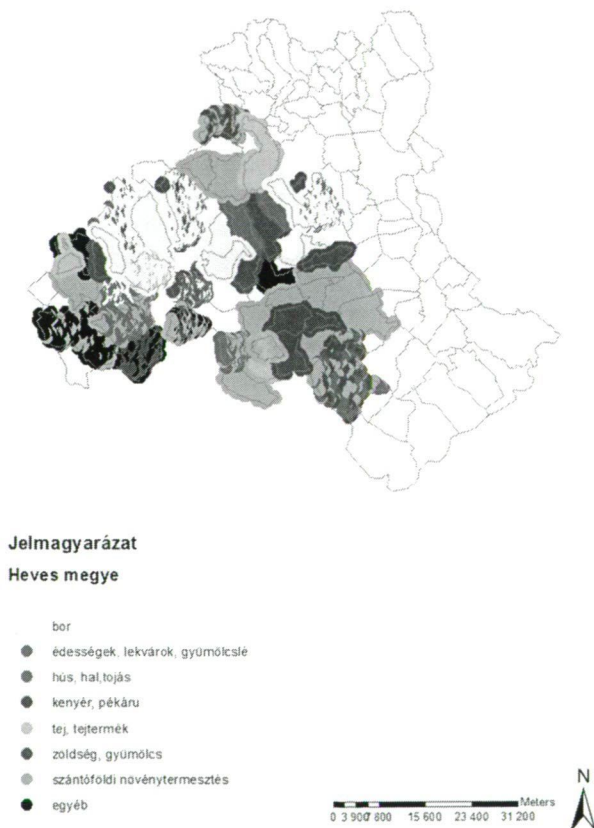 Jelmagyarázat
Heves megye
bor
édességek, lekvárok, gyümölcslé
hús, hal,tojás
kenyér, pékáru
tej, tejtermék
zöldség, gyümölcs
szántóföldi növénytermesztés
egyéb
N
Meters
0 3 900 7 800 15 600 23 400 31 200